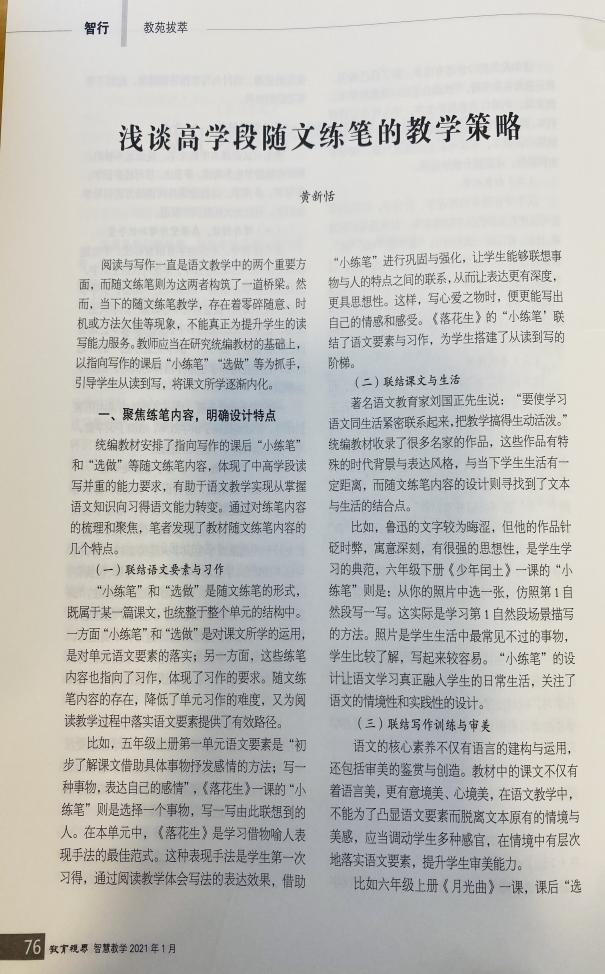 智行 教苑拔萃
浅谈高学段随文练笔的教学策略
黄新恬
阅读与写作一直是语文教学中的两个重要方
面，而随文练笔则为这两者构筑了一道桥梁。然
而，当下的随文练笔教学，存在着零碎随意、时
机或方法欠佳等现象，不能真正为提升学生的读
写能力服务。教师应当在研究统编教材的基础上，
以指向写作的课后“小练笔”“选做”等为抓手，
引导学生从读到写，将课文所学逐渐内化。
一、聚焦练笔内容，明确设计特点
统编教材安排了指向写作的课后“小练笔”
和“选做”等随文练笔内容，体现了中高学段读
写并重的能力要求，有助于语文教学实现从掌握
语文知识向习得语文能力转变。通过对练笔内容
的梳理和聚焦，笔者发现了教材随文练笔内容的
几个特点。
（一）联结语文要素与习作
“小练笔”和“选做”是随文练笔的形式，
既属于某一篇课文，也统整于整个单元的结构中。
一方面“小练笔”和“选做”是对课文所学的运用，
是对单元语文要素的落实；另一方面，这些练笔
内容也指向了习作，体现了习作的要求。随文练
笔内容的存在，降低了单元习作的难度，又为阅
读教学过程中落实语文要素提供了有效路径。
比如，五年级上册第一单元语文要素是“初
步了解课文借助具体事物抒发感情的方法；写一
种事物，表达自己的感情”，《落花生》一课的“小
练笔”则是选择一个事物，写一写由此联想到的
人。在本单元中，《落花生》是学习借物喻人表
现手法的最佳范式。这种表现手法是学生第一次
习得，通过阅读教学体会写法的表达效果，借助
“小练笔”进行巩固与强化，让学生能够联想事
物与人的特点之间的联系，从而让表达更有深度，
更具思想性。这样，写心爱之物时，便更能写出
自己的情感和感受。《落花生》的“小练笔’联
结了语文要素与习作，为学生搭建了从读到写的
阶梯。
（二）联结课文与生活
著名语文教育家刘国正先生说：“要使学习
语文同生活紧密联系起来，把教学搞得生动活泼。”
统编教材收录了很多名家的作品，这些作品有特
殊的时代背景与表达风格，与当下学生生活有一
定距离，而随文练笔内容的设计则寻找到了文本
与生活的结合点。
比如，鲁迅的文字较为晦涩，但他的作品针
砭时弊，寓意深刻，有很强的思想性，是学生学
习的典范，六年级下册《少年闰土》一课的“小
练笔”则是：从你的照片中选一张，仿照第1自
然段写一写。这实际是学习第1自然段场景描写
的方法。照片是学生生活中最常见不过的事物，
学生比较了解，写起来较容易。“小练笔”的设
计让语文学习真正融人学生的日常生活，关注了
语文的情境性和实践性的设计。
（三）联结写作训练与审美
语文的核心素养不仅有语言的建构与运用，
还包括审美的鉴赏与创造。教材中的课文不仅有
着语言美，更有意境美、心境美，在语文教学中，
不能为了凸显语文要素而脱离文本原有的情境与
美感，应当调动学生多种感官，在情境中有层次
地落实语文要素，提升学生审美能力。
比如六年级上册《月光曲》一课，课后“选
76 教育视界 智慧教学2021年1月